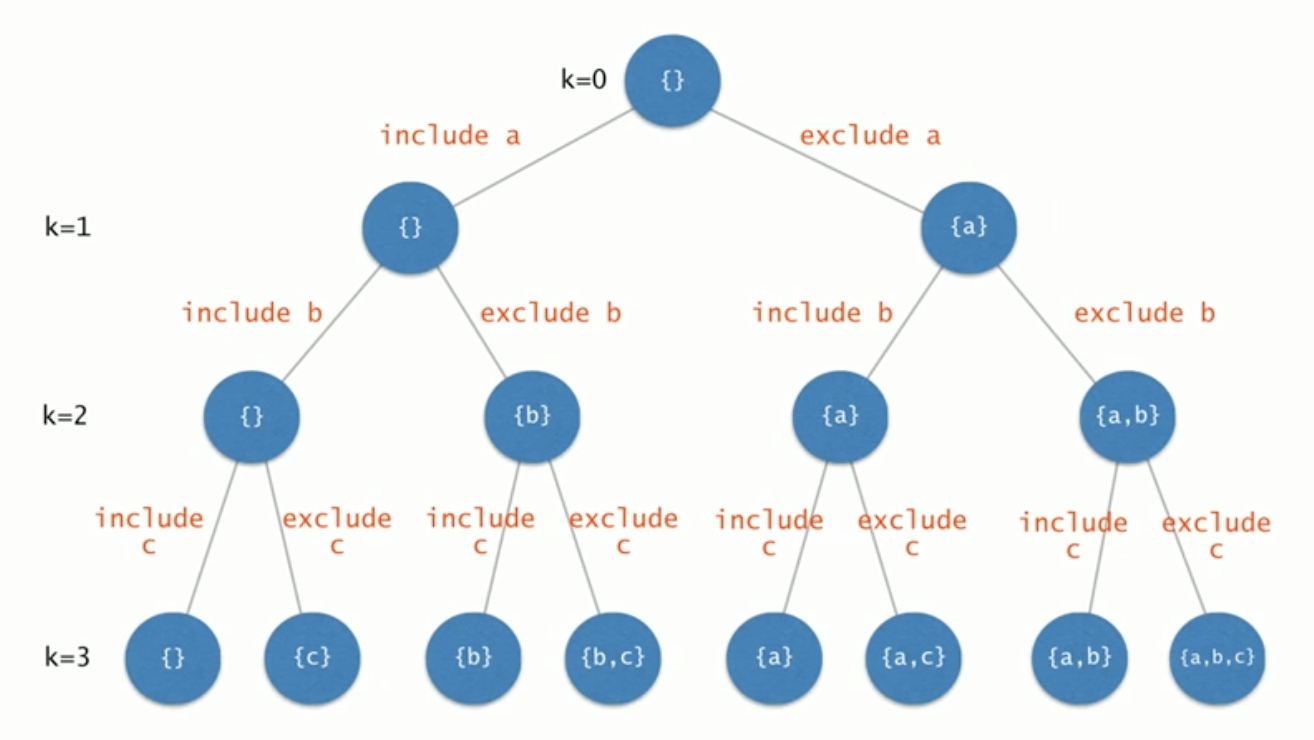 k=0 {}
include a exclude a
k=1 {} {a}
include b exclude b include b exclude b
k=2 {} {b} {a} {a,b}
include exclude include exclude include exclude include exclude
c c c c c c c c
k=3 {} {c} {b} {b,c} {a} {a,c} {a,b} {a,b,c}